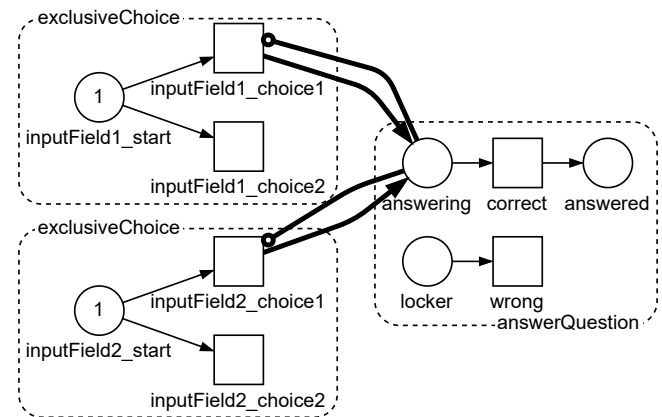 exclusiveChoice
1
inputField1_choice1
inputField1_start
inputField1_choice2
exclusiveChoice
1
inputField2_choice1
inputField2_start
inputField2_choice2
answering
correct
answered
locker
wrong
answerQuestion